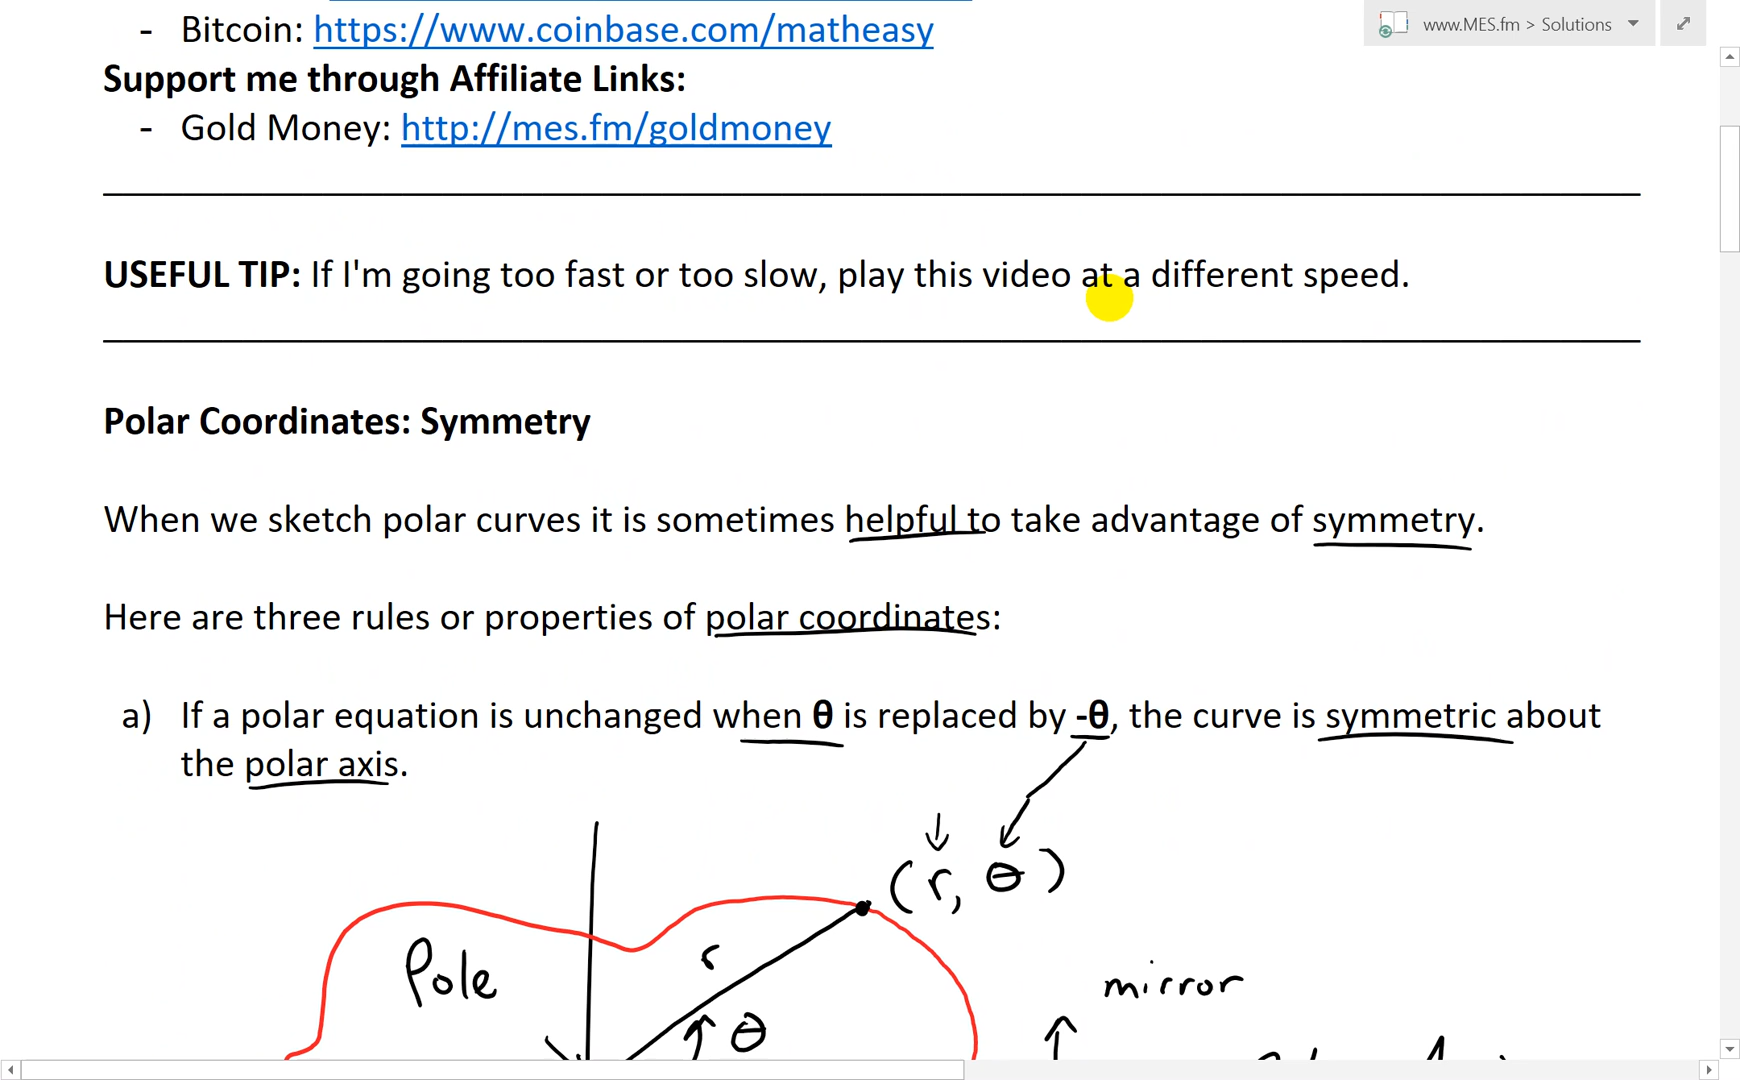 - Bitcoin: https://www.coinbase.com/matheasy
www.MES.fm > Solutions
Support me through Affiliate Links:
- Gold Money: http://mes.fm/goldmoney
USEFUL TIP: If I'm going too fast or too slow, play this video at a different speed.
Polar Coordinates: Symmetry
When we sketch polar curves it is sometimes helpful to take advantage of symmetry.
Here are three rules or properties of polar coordinates:
a) If a polar equation is unchanged when θ is replaced by -θ, the curve is symmetric about
the polar axis.
(r, θ)
r
Pole
mirror
θ